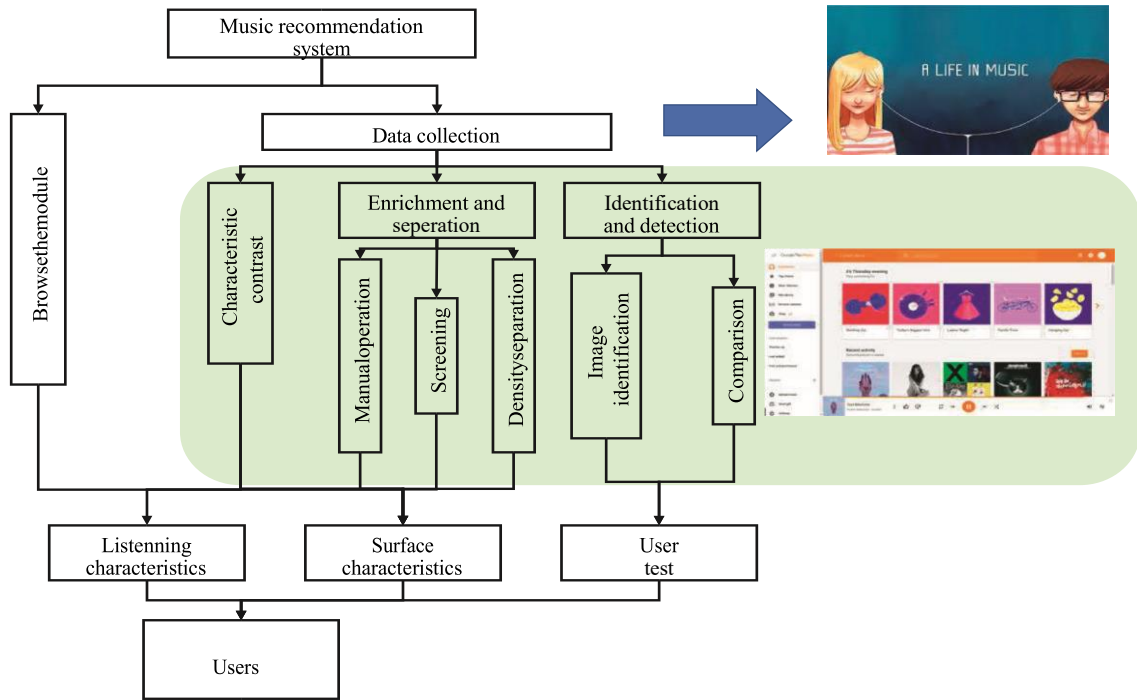 Music recommendation
system
A LIFE IN MUSIC
Data collection
Browsethemodule
Characteristic
contrast
Enrichment and
seperation
Identification
and detection
Manualoperation
Screening
Densityseparation
Image
identification
Comparison
Listenning
characteristics
Surface
characteristics
User
test
Users